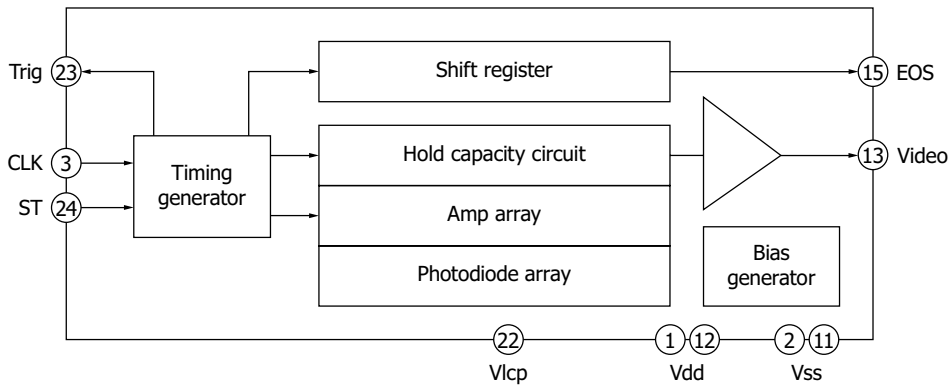 Shift register
Trig 23
15 EOS
Hold capacity circuit
CLK 3
Timing
generator
13 Video
ST 24
Amp array
Photodiode array
Bias
generator
22
1 12
2 11
Vlcp
Vdd
Vss